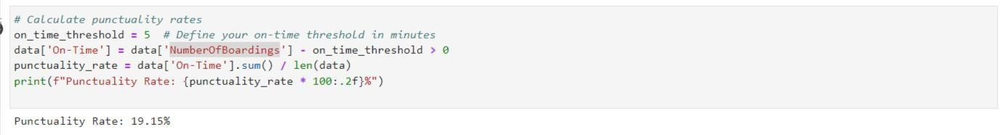 # Calculate punctuality rates
on_time_threshold = 5  # Define your on-time threshold in minutes
data['On-Time'] = data['NumberOfBoardings'] - on_time_threshold > 0
punctuality_rate = data['On-Time'].sum() / len(data)
print(f"Punctuality Rate: {punctuality_rate * 100:.2f}%")
Punctuality Rate: 19.15%